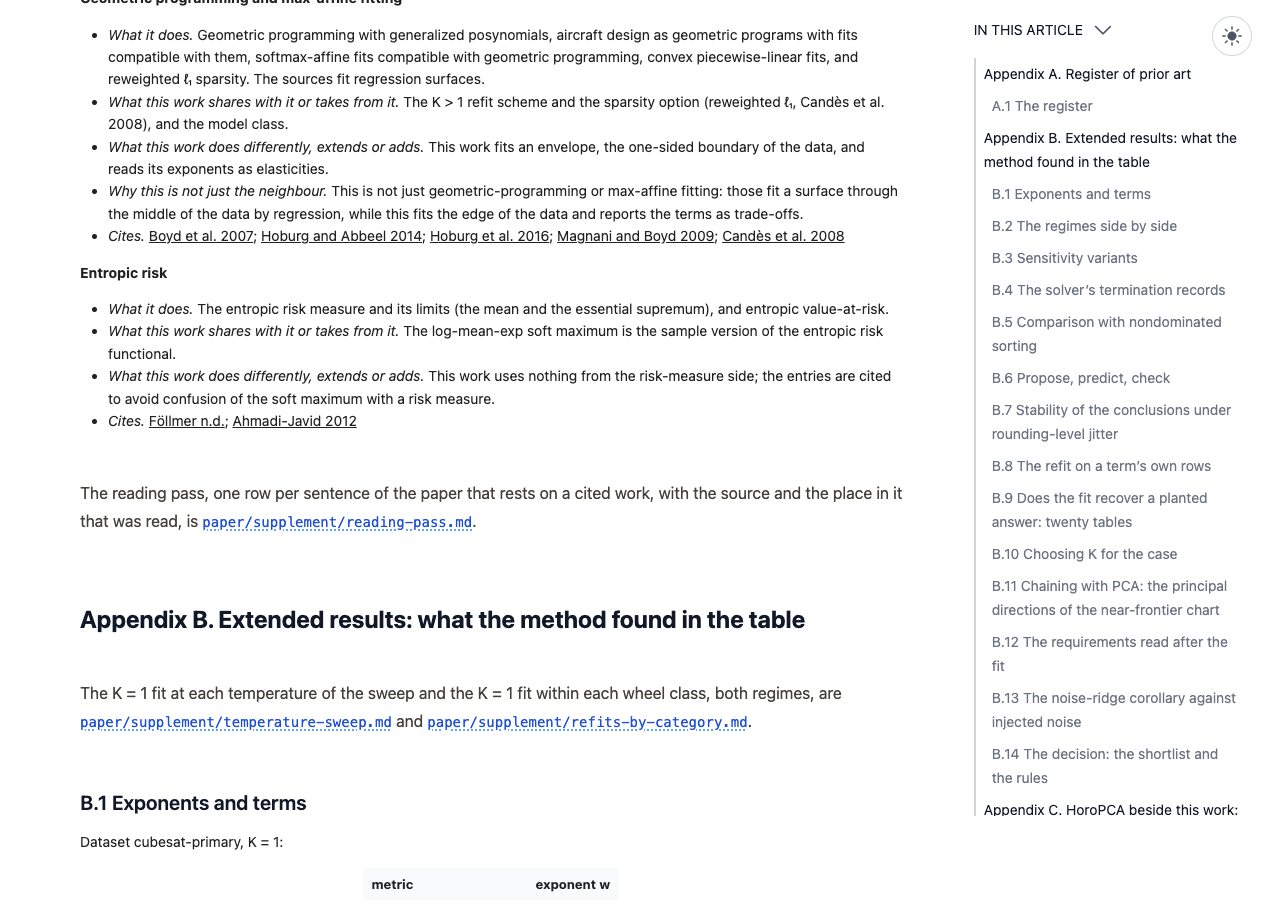 Geometric programming and max-affine fitting
What it does. Geometric programming with generalized posynomials, aircraft design as geometric programs with fits
compatible with them, softmax-affine fits compatible with geometric programming, convex piecewise-linear fits, and
reweighted ℓ₁ sparsity. The sources fit regression surfaces.
What this work shares with it or takes from it. The K > 1 refit scheme and the sparsity option (reweighted ℓ₁, Candès et al.
2008), and the model class.
What this work does differently, extends or adds. This work fits an envelope, the one-sided boundary of the data, and
reads its exponents as elasticities.
Why this is not just the neighbour. This is not just geometric-programming or max-affine fitting: those fit a surface through
the middle of the data by regression, while this fits the edge of the data and reports the terms as trade-offs.
Cites. Boyd et al. 2007; Hoburg and Abbeel 2014; Hoburg et al. 2016; Magnani and Boyd 2009; Candès et al. 2008
Entropic risk
What it does. The entropic risk measure and its limits (the mean and the essential supremum), and entropic value-at-risk.
What this work shares with it or takes from it. The log-mean-exp soft maximum is the sample version of the entropic risk
functional.
What this work does differently, extends or adds. This work uses nothing from the risk-measure side; the entries are cited
to avoid confusion of the soft maximum with a risk measure.
Cites. Föllmer n.d.; Ahmadi-Javid 2012
The reading pass, one row per sentence of the paper that rests on a cited work, with the source and the place in it
that was read, is paper/supplement/reading-pass.md.
Appendix B. Extended results: what the method found in the table
The K = 1 fit at each temperature of the sweep and the K = 1 fit within each wheel class, both regimes, are
paper/supplement/temperature-sweep.md and paper/supplement/refits-by-category.md.
B.1 Exponents and terms
Dataset cubesat-primary, K = 1:
metric exponent w
IN THIS ARTICLE
Appendix A. Register of prior art
A.1 The register
Appendix B. Extended results: what the
method found in the table
B.1 Exponents and terms
B.2 The regimes side by side
B.3 Sensitivity variants
B.4 The solver's termination records
B.5 Comparison with nondominated
sorting
B.6 Propose, predict, check
B.7 Stability of the conclusions under
rounding-level jitter
B.8 The refit on a term's own rows
B.9 Does the fit recover a planted
answer: twenty tables
B.10 Choosing K for the case
B.11 Chaining with PCA: the principal
directions of the near-frontier chart
B.12 The requirements read after the
fit
B.13 The noise-ridge corollary against
injected noise
B.14 The decision: the shortlist and
the rules
Appendix C. HoroPCA beside this work: